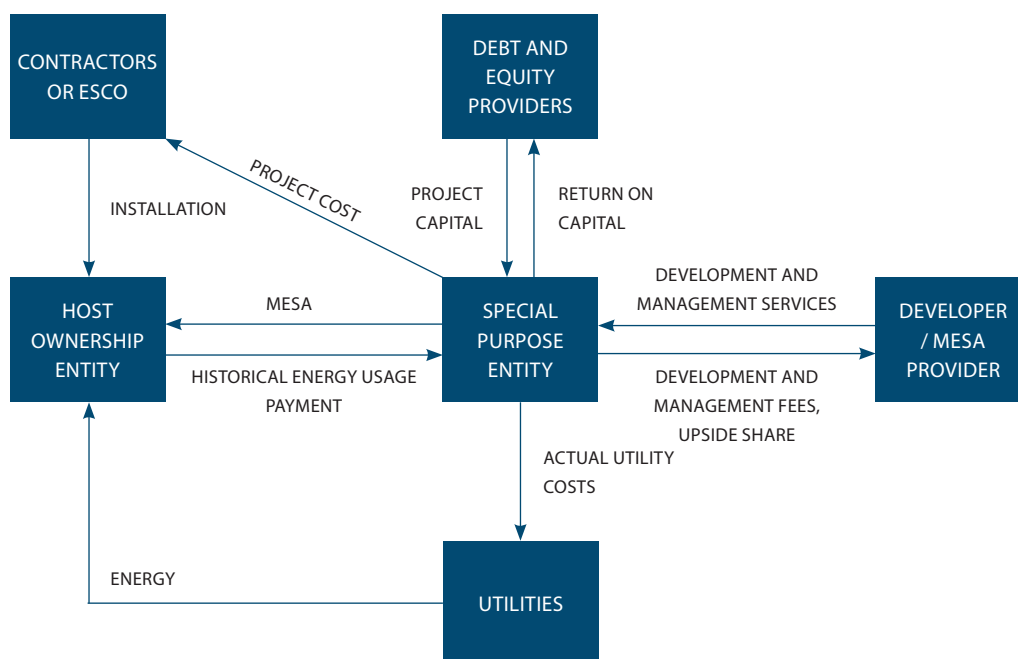 CONTRACTORS
OR ESCO
DEBT AND
EQUITY
PROVIDERS
PROJECT COST
INSTALLATION
PROJECT
CAPITAL
RETURN ON
CAPITAL
HOST
OWNERSHIP
ENTITY
MESA
HISTORICAL ENERGY USAGE
PAYMENT
SPECIAL
PURPOSE
ENTITY
DEVELOPMENT AND
MANAGEMENT SERVICES
DEVELOPMENT AND
MANAGEMENT FEES,
UPSIDE SHARE
DEVELOPER
/ MESA
PROVIDER
ACTUAL UTILITY
COSTS
ENERGY
UTILITIES